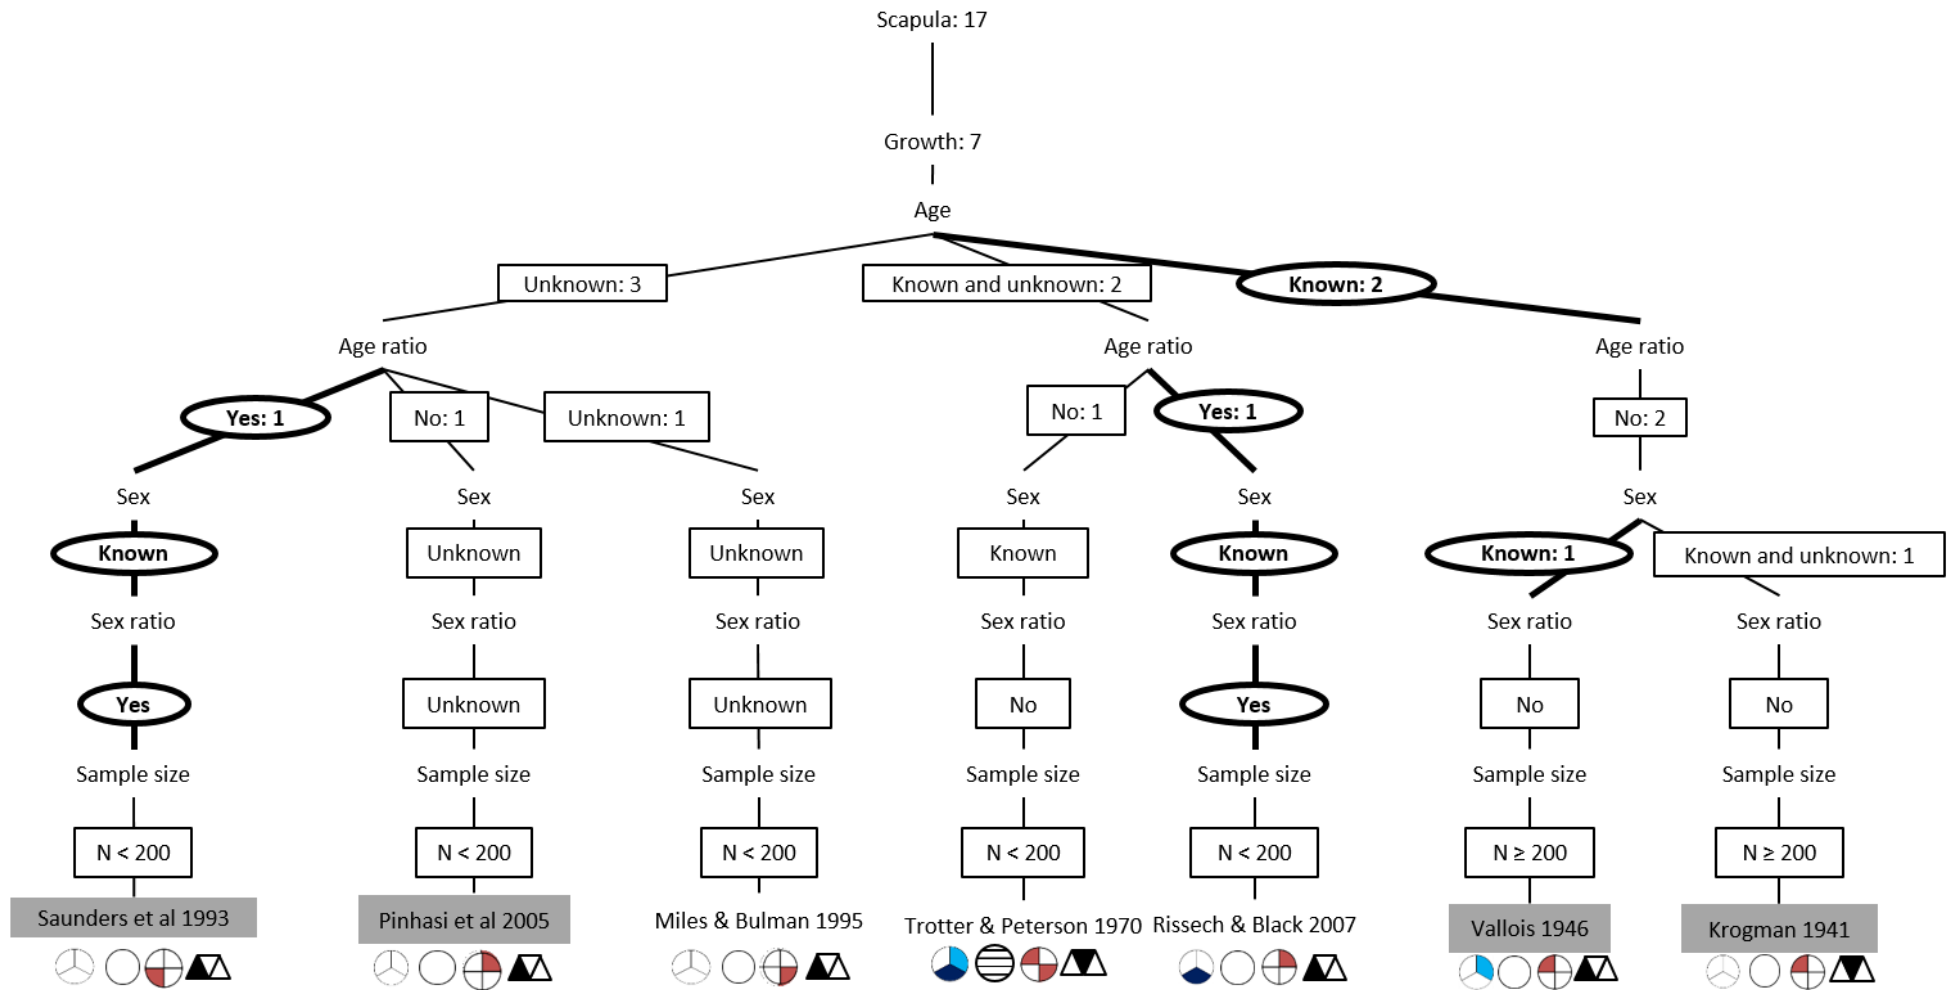 Scapula: 17
Growth: 7
Age
Unknown: 3
Known and unknown: 2
Known: 2
Age ratio
Age ratio
Age ratio
Yes: 1
No: 1
Unknown: 1
No: 1
Yes: 1
No: 2
Sex
Sex
Sex
Sex
Sex
Sex
Known
Unknown
Unknown
Known
Known
Known: 1
Known and unknown: 1
Sex ratio
Sex ratio
Sex ratio
Sex ratio
Sex ratio
Sex ratio
Sex ratio
Yes
Unknown
Unknown
No
Yes
No
No
Sample size
Sample size
Sample size
Sample size
Sample size
Sample size
Sample size
N < 200
N < 200
N < 200
N < 200
N < 200
N ≥ 200
N ≥ 200
Saunders et al 1993
Pinhasi et al 2005
Miles & Bulman 1995
Trotter & Peterson 1970
Rissech & Black 2007
Vallois 1946
Krogman 1941